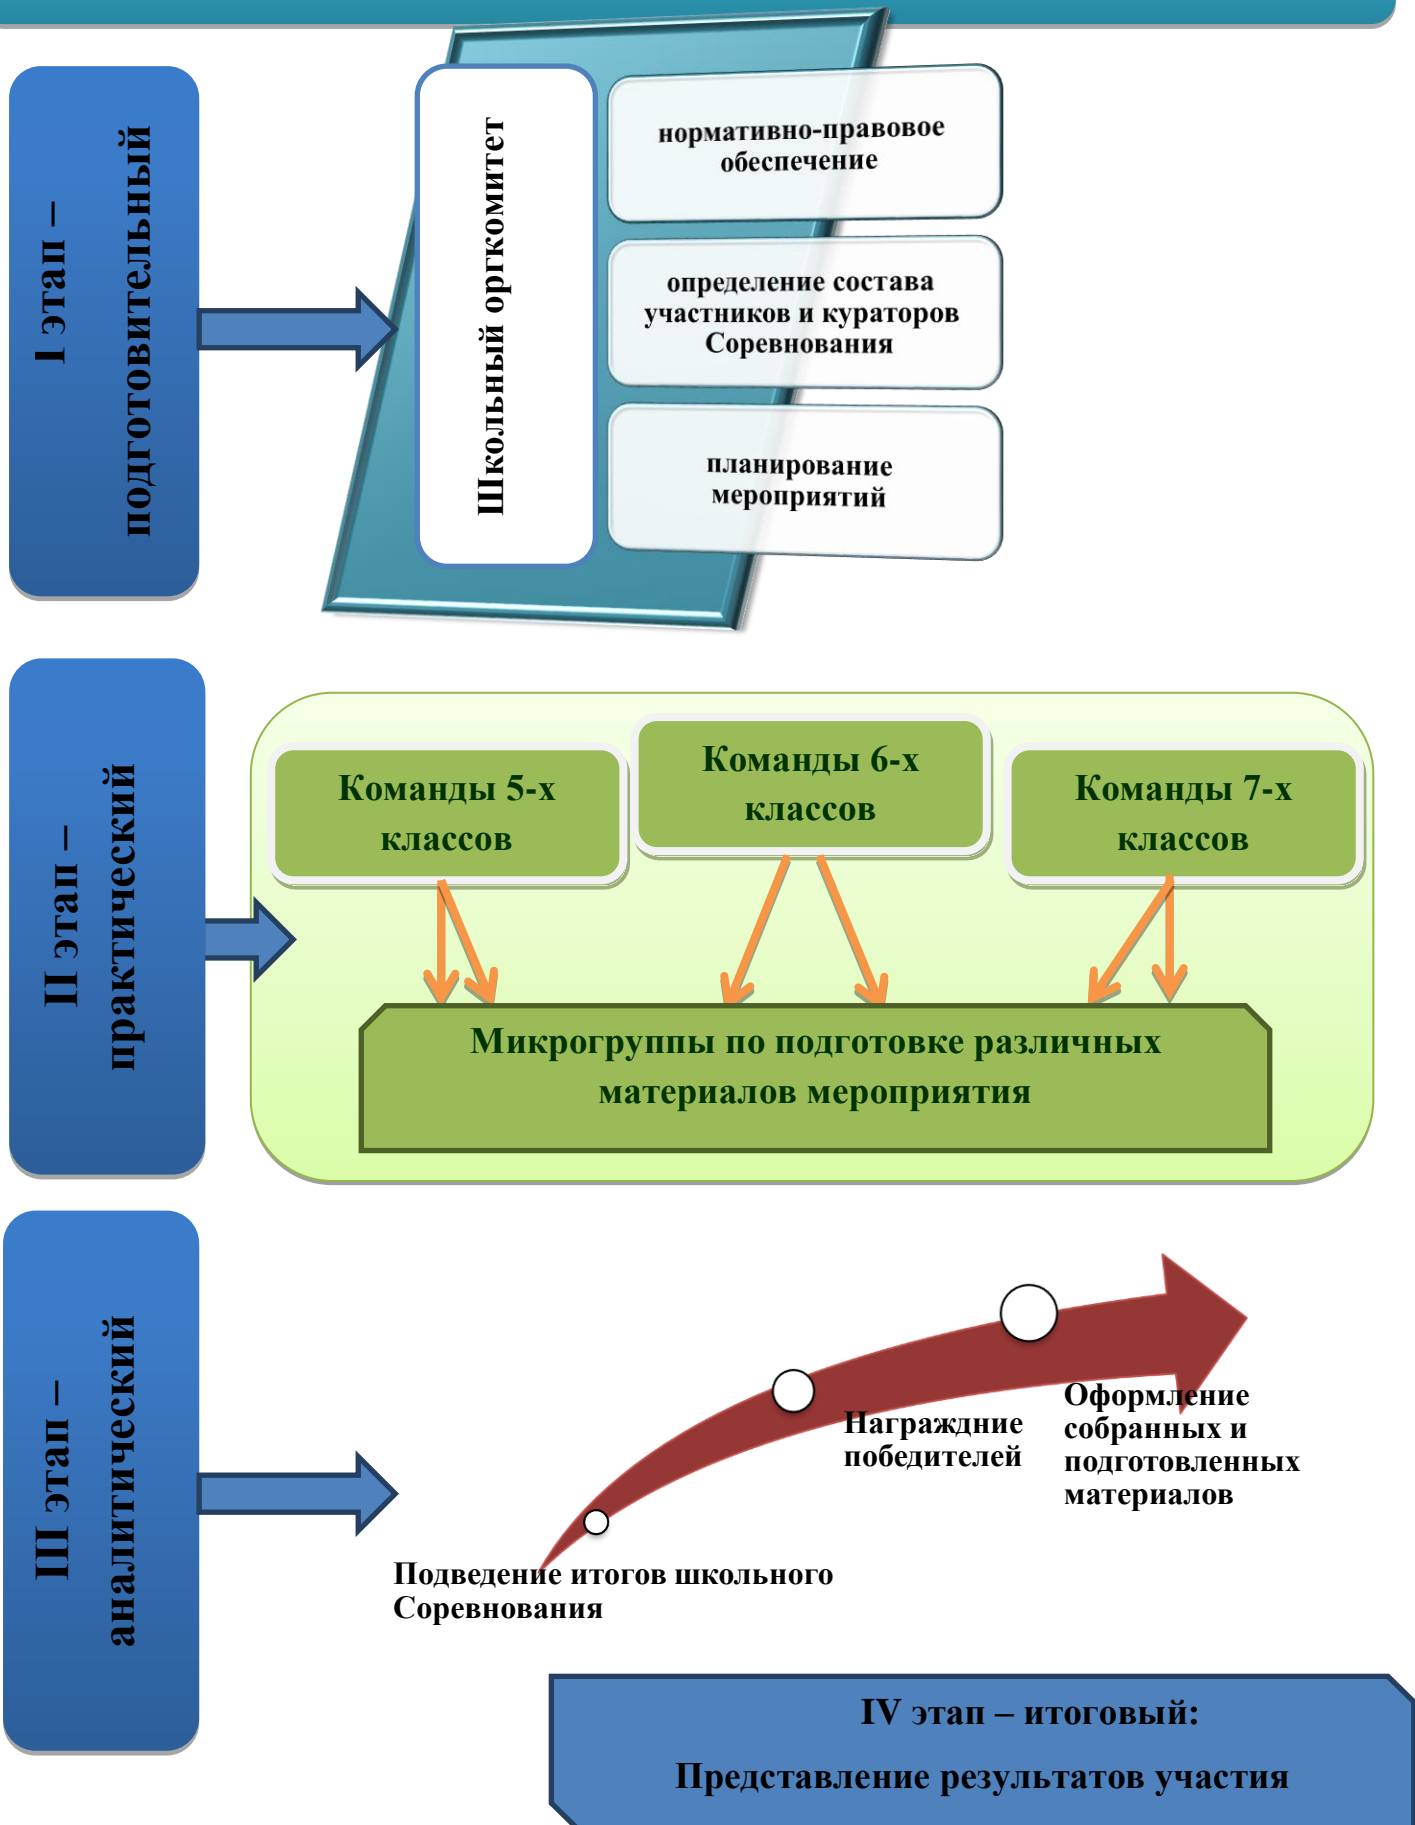 I этап –
подготовительный
Школьный оргкомитет
нормативно-правовое
обеспечение
определение состава
участников и кураторов
Соревнования
планирование
мероприятий
II этап –
практический
Команды 5-х
классов
Команды 6-х
классов
Команды 7-х
классов
Микрогруппы по подготовке различных
материалов мероприятия
III этап –
аналитический
Подведение итогов школьного
Соревнования
Награждние
победителей
Оформление
собранных и
подготовленных
материалов
IV этап – итоговый:
Представление результатов участия